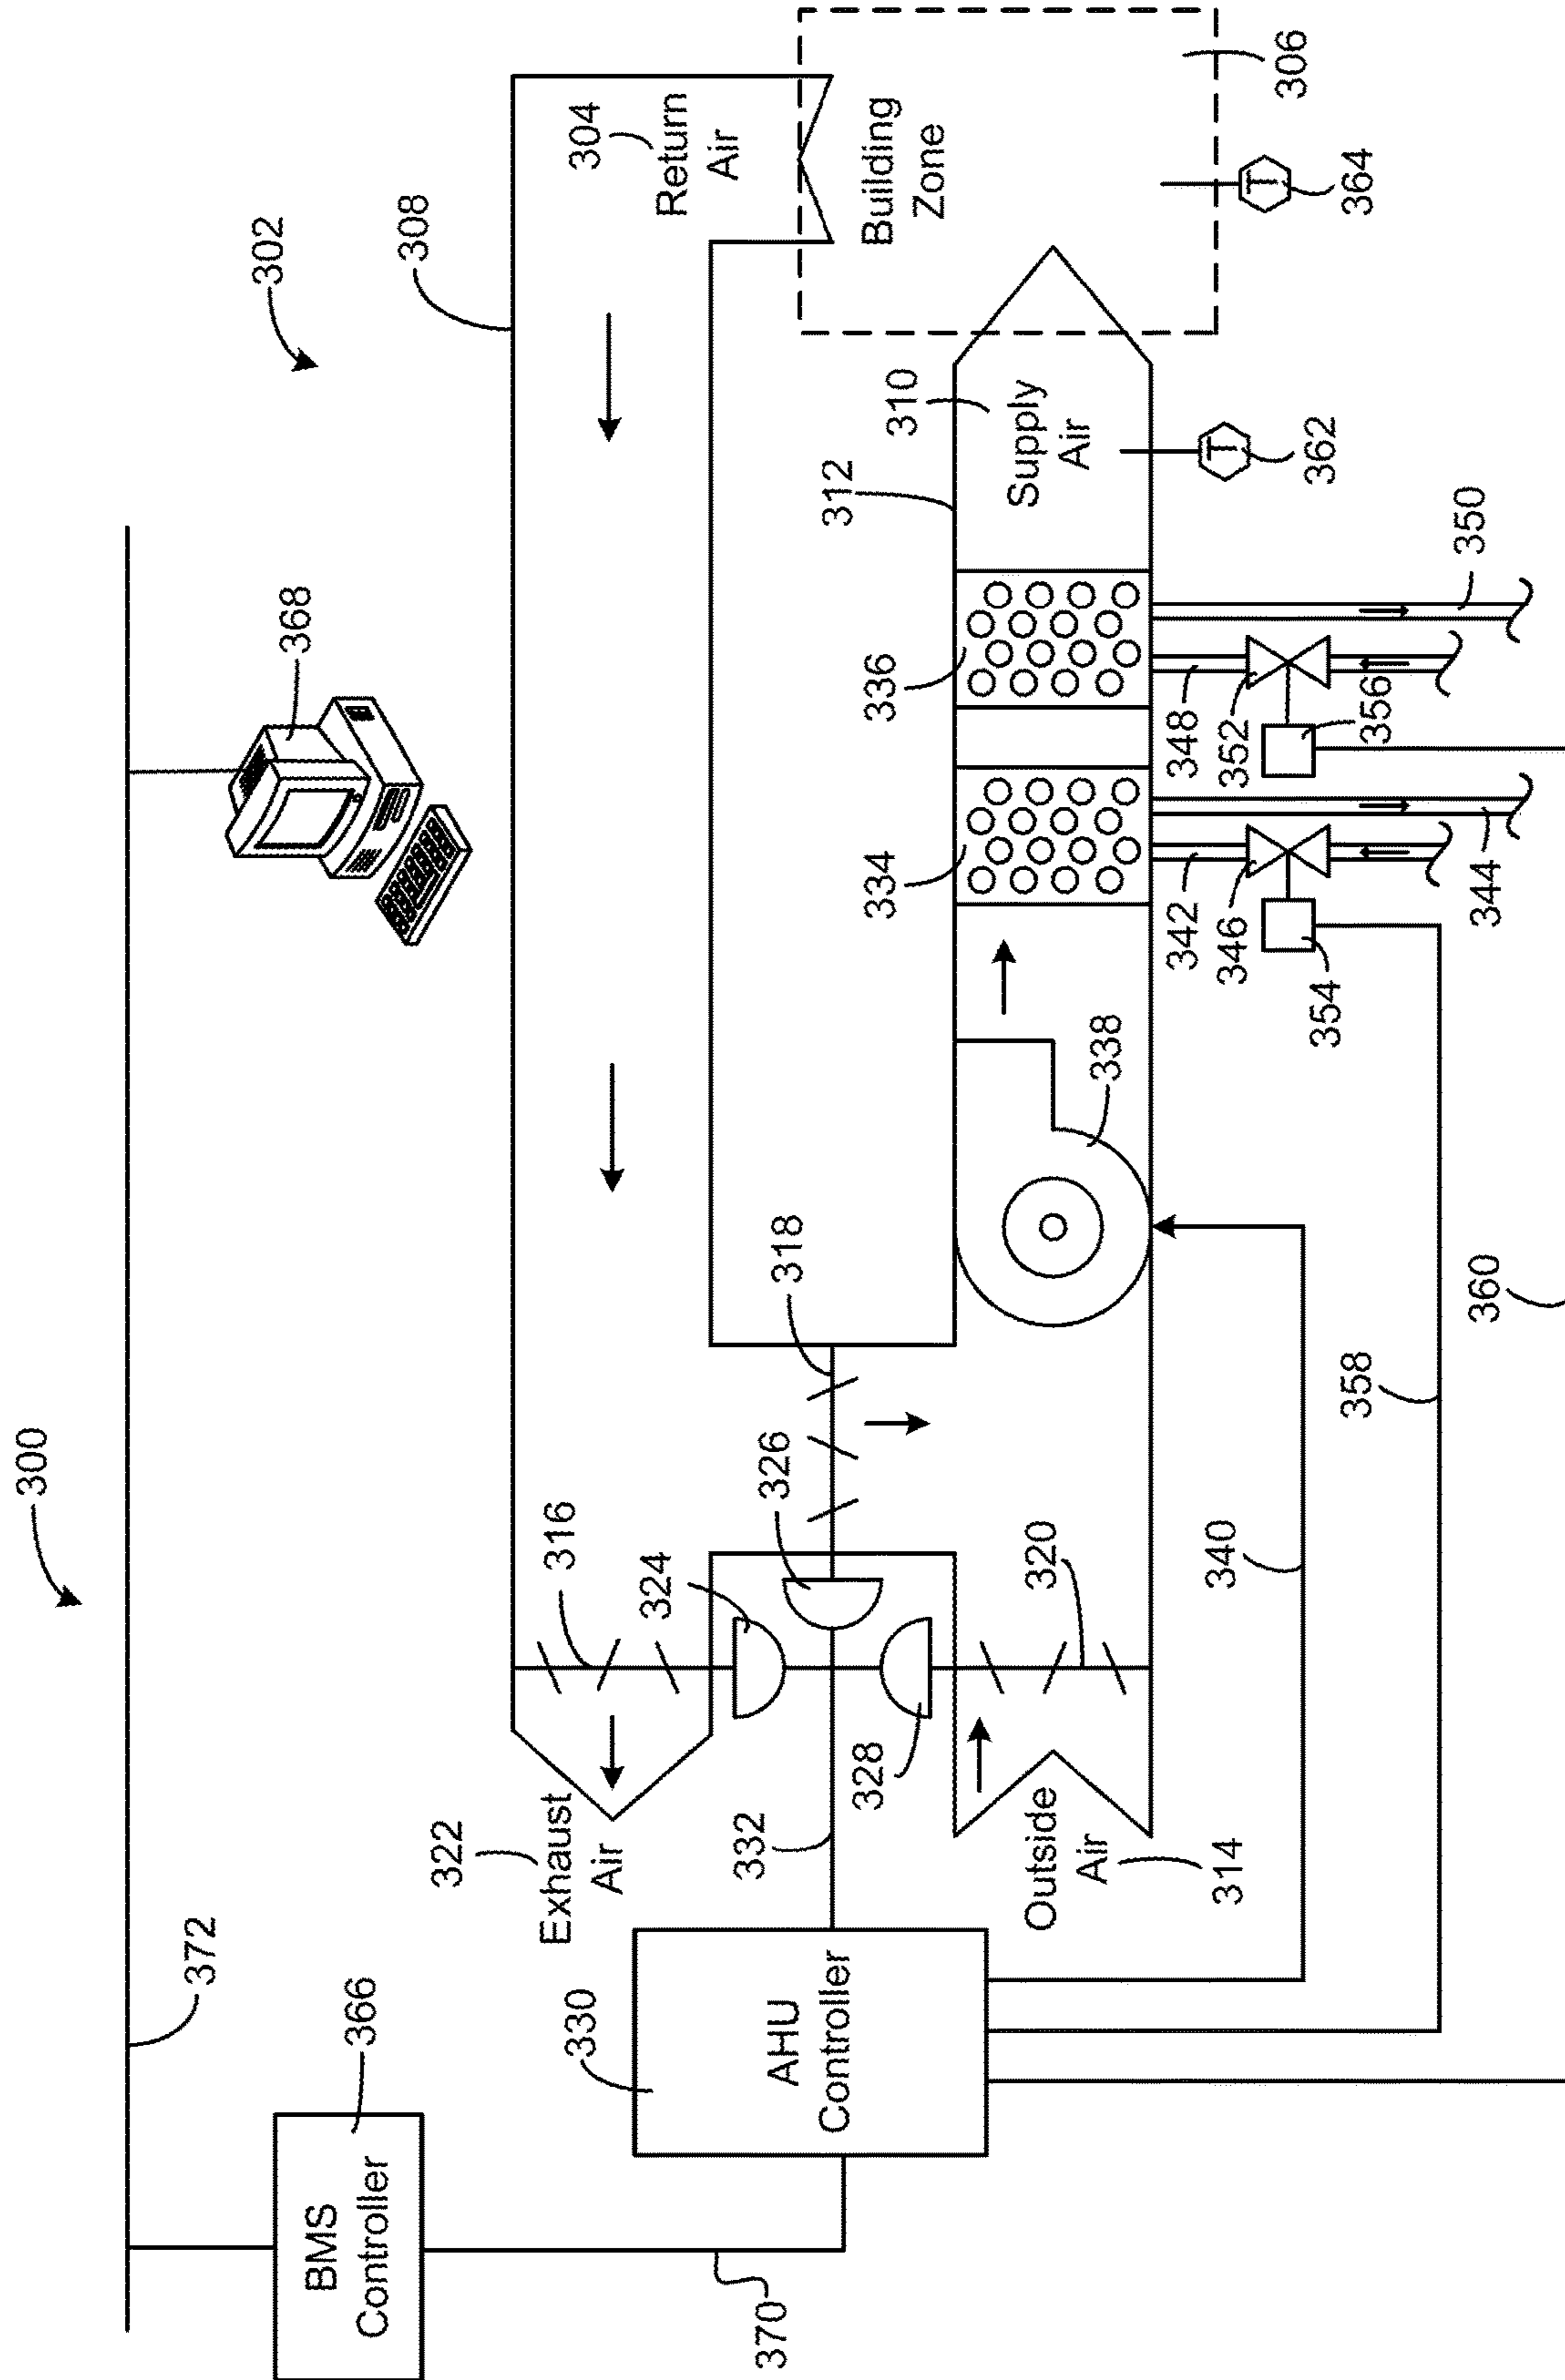 300
302
372
366
BMS
Controller
370
368
308
304
Return
Air
Building
Zone
306
364
T
316
322
Exhaust
Air
324
326
318
330
AHU
Controller
332
328
Outside
Air
314
320
338
340
358
360
312
310
Supply
Air
362
T
334
336
342
346
354
344
348
352
356
350